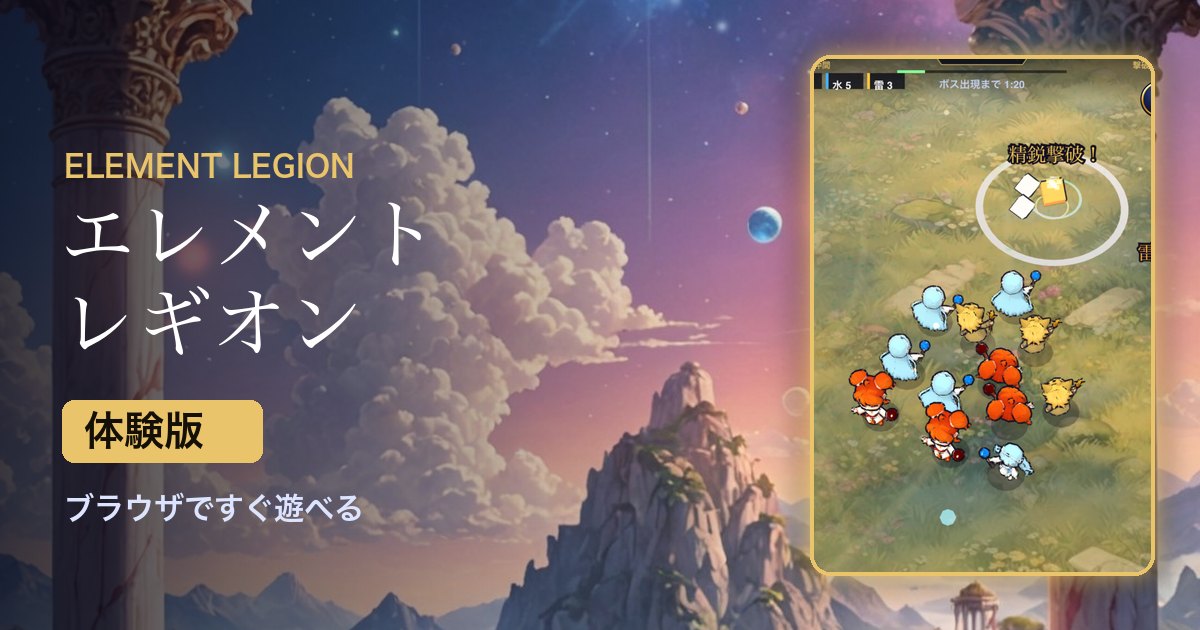 ELEMENT LEGION
エレメント
レギオン
体験版
ブラウザですぐ遊べる
水 5
雷 3
ボス出現まで 1:20
精鋭撃破！
雷